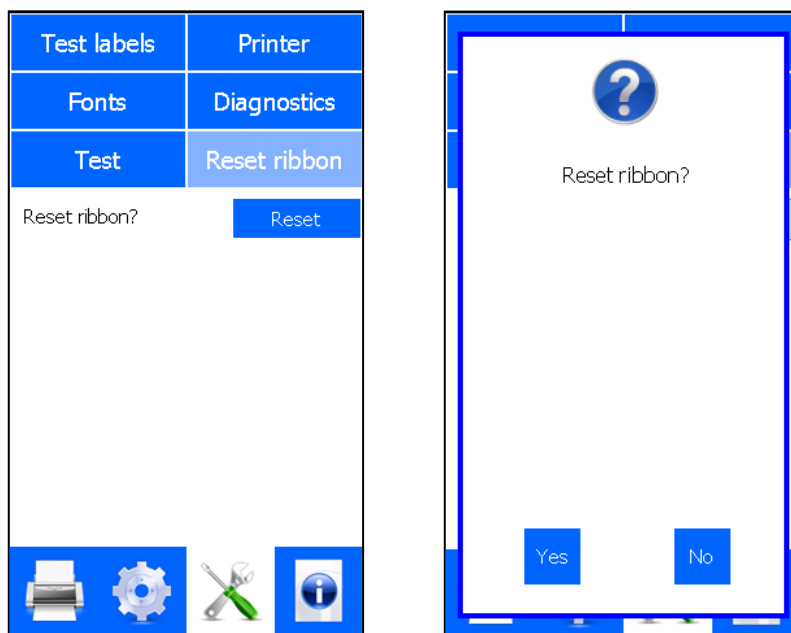 Test labels Printer
Fonts Diagnostics
Test Reset ribbon
Reset ribbon? Reset
Reset ribbon?
Yes No